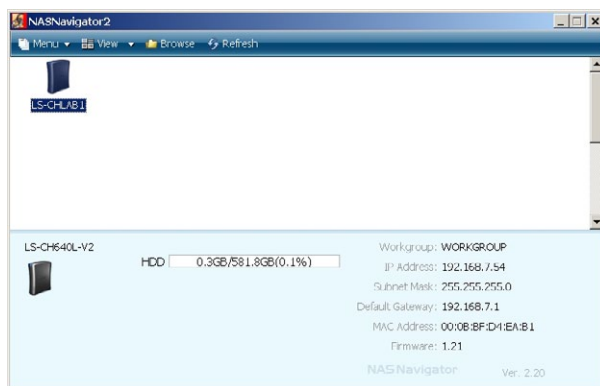 NASNavigator2
Menu View Browse Refresh
LS-CHLAB1
LS-CH640L-V2
HDD 0.3GB/581.8GB(0.1%)
Workgroup: WORKGROUP
IP Address: 192.168.7.54
Subnet Mask: 255.255.255.0
Default Gateway: 192.168.7.1
MAC Address: 00:0B:BF:D4:EA:B1
Firmware: 1.21
NAS Navigator Ver. 2.20